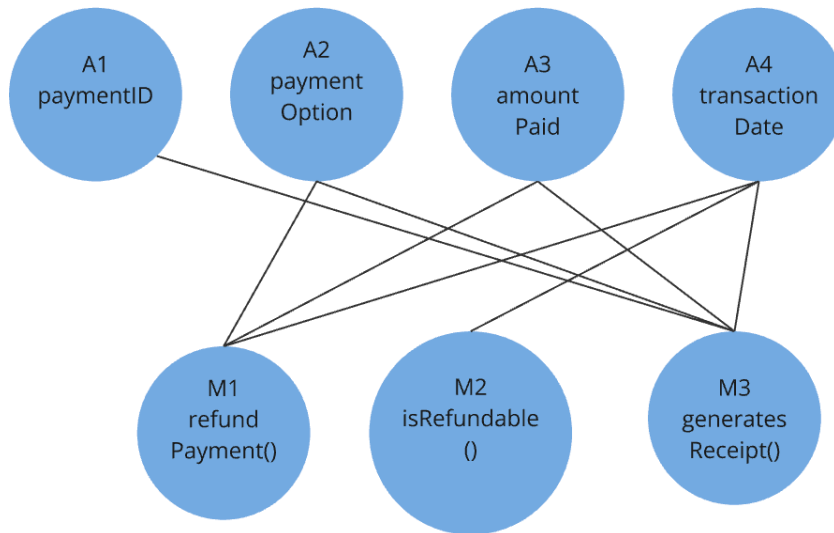 A1
paymentID
A2
payment
Option
A3
amount
Paid
A4
transaction
Date
M1
refund
Payment()
M2
isRefundable
()
M3
generates
Receipt()